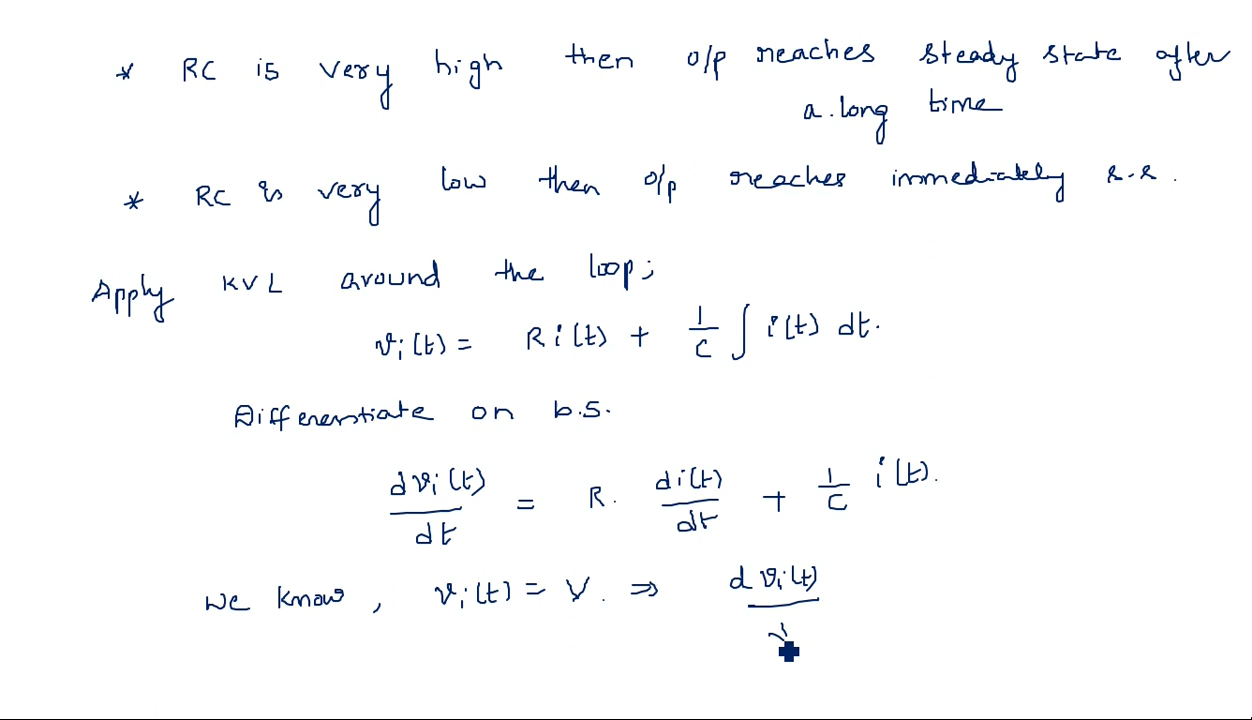 * RC is very high then o/p reaches steady state after
a long time
* RC is very low then o/p reaches immediately s.s.
Apply KVL around the loop;
vi(t) = R i(t) + 1/C ∫ i(t) dt.
Differentiate on b.s.
dvi(t)/dt = R. di(t)/dt + 1/C i(t).
We know, vi(t) = V. ⇒ dvi(t)